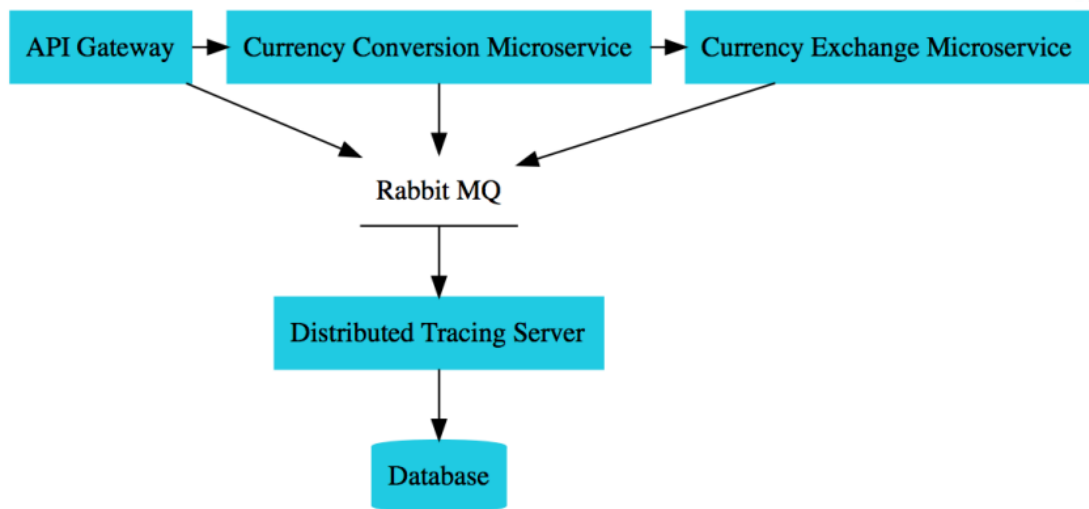 API Gateway
Currency Conversion Microservice
Currency Exchange Microservice
Rabbit MQ
Distributed Tracing Server
Database